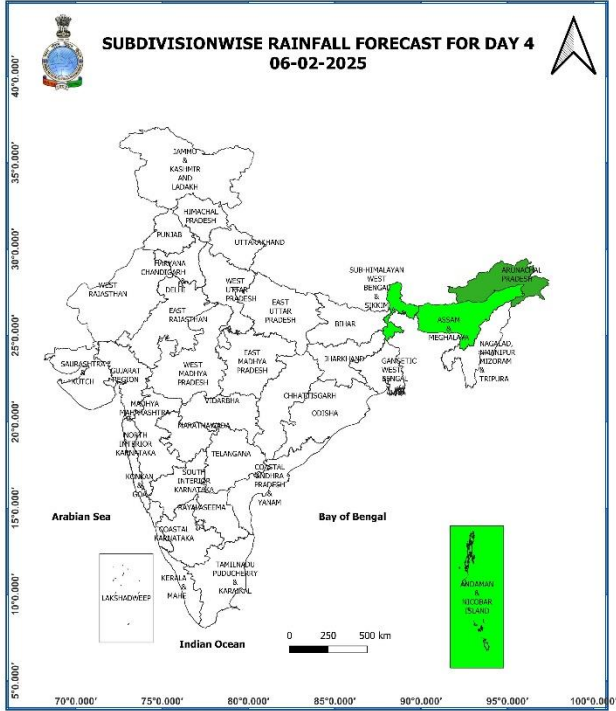 SUBDIVISIONWISE RAINFALL FORECAST FOR DAY 4
06-02-2025
40°0.000'
35°0.000'
30°0.000'
25°0.000'
20°0.000'
15°0.000'
10°0.000'
5°0.000'
JAMMO
&
KASHMIR
AND
LADAKH
HIMACHAL
PRADESH
PUNJAB
UTTARAKHAND
HARYANA
CHANDIGARH
&
DELHI
WEST
RAJASTHAN
WEST
UTTAR
PRADESH
EAST
RAJASTHAN
EAST
UTTAR
PRADESH
SUB-HIMALAYAN
WEST
BENGAL
&
SIKKIM
ARUNACHAL
PRADESH
ASSAM
&
MEGHALAYA
BIHAR
NAGALAD,
MANIPUR
MIZORAM
&
TRIPURA
SAURASHTRA
&
KUTCH
GUJARAT
REGION
WEST
MADHYA
PRADESH
EAST
MADHYA
PRADESH
JHARKHAND
GANGETIC
WEST
BENGAL
CHHATTISGARH
ODISHA
MADHYA
MAHARASHTRA
VIDARBHA
MARATHAWADA
NORTH
INTERIOR
KARNATAKA
TELANGANA
KONKAN
&
GOA
SOUTH
INTERIOR
KARNATAKA
COASTAL
ANDHRA
PRADESH
&
YANAM
RAYALASEEMA
COASTAL
KARNATAKA
Arabian Sea
Bay of Bengal
LAKSHADWEEP
KERALA
&
MAHE
TAMILNADU
PUDUCHERRY
&
KARAIKAL
ANDAMAN
&
NICOBAR
ISLAND
Indian Ocean
0 250 500 km
70°0.000' 75°0.000' 80°0.000' 85°0.000' 90°0.000' 95°0.000' 100°0.000'